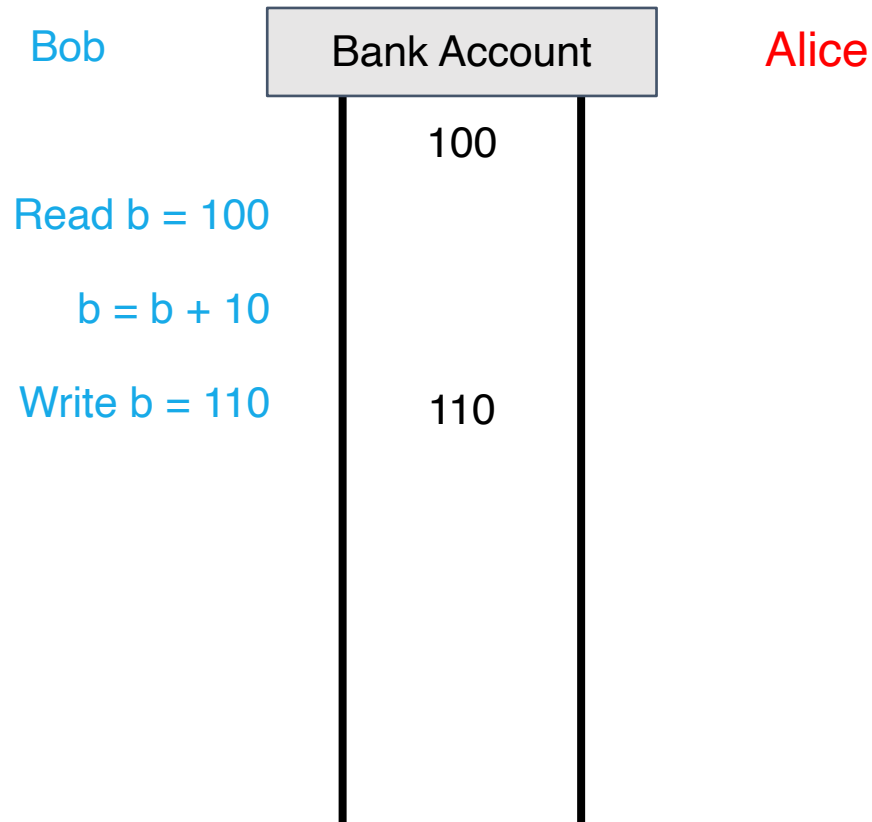 Bob
Bank Account
Alice
100
Read b = 100
b = b + 10
Write b = 110
110